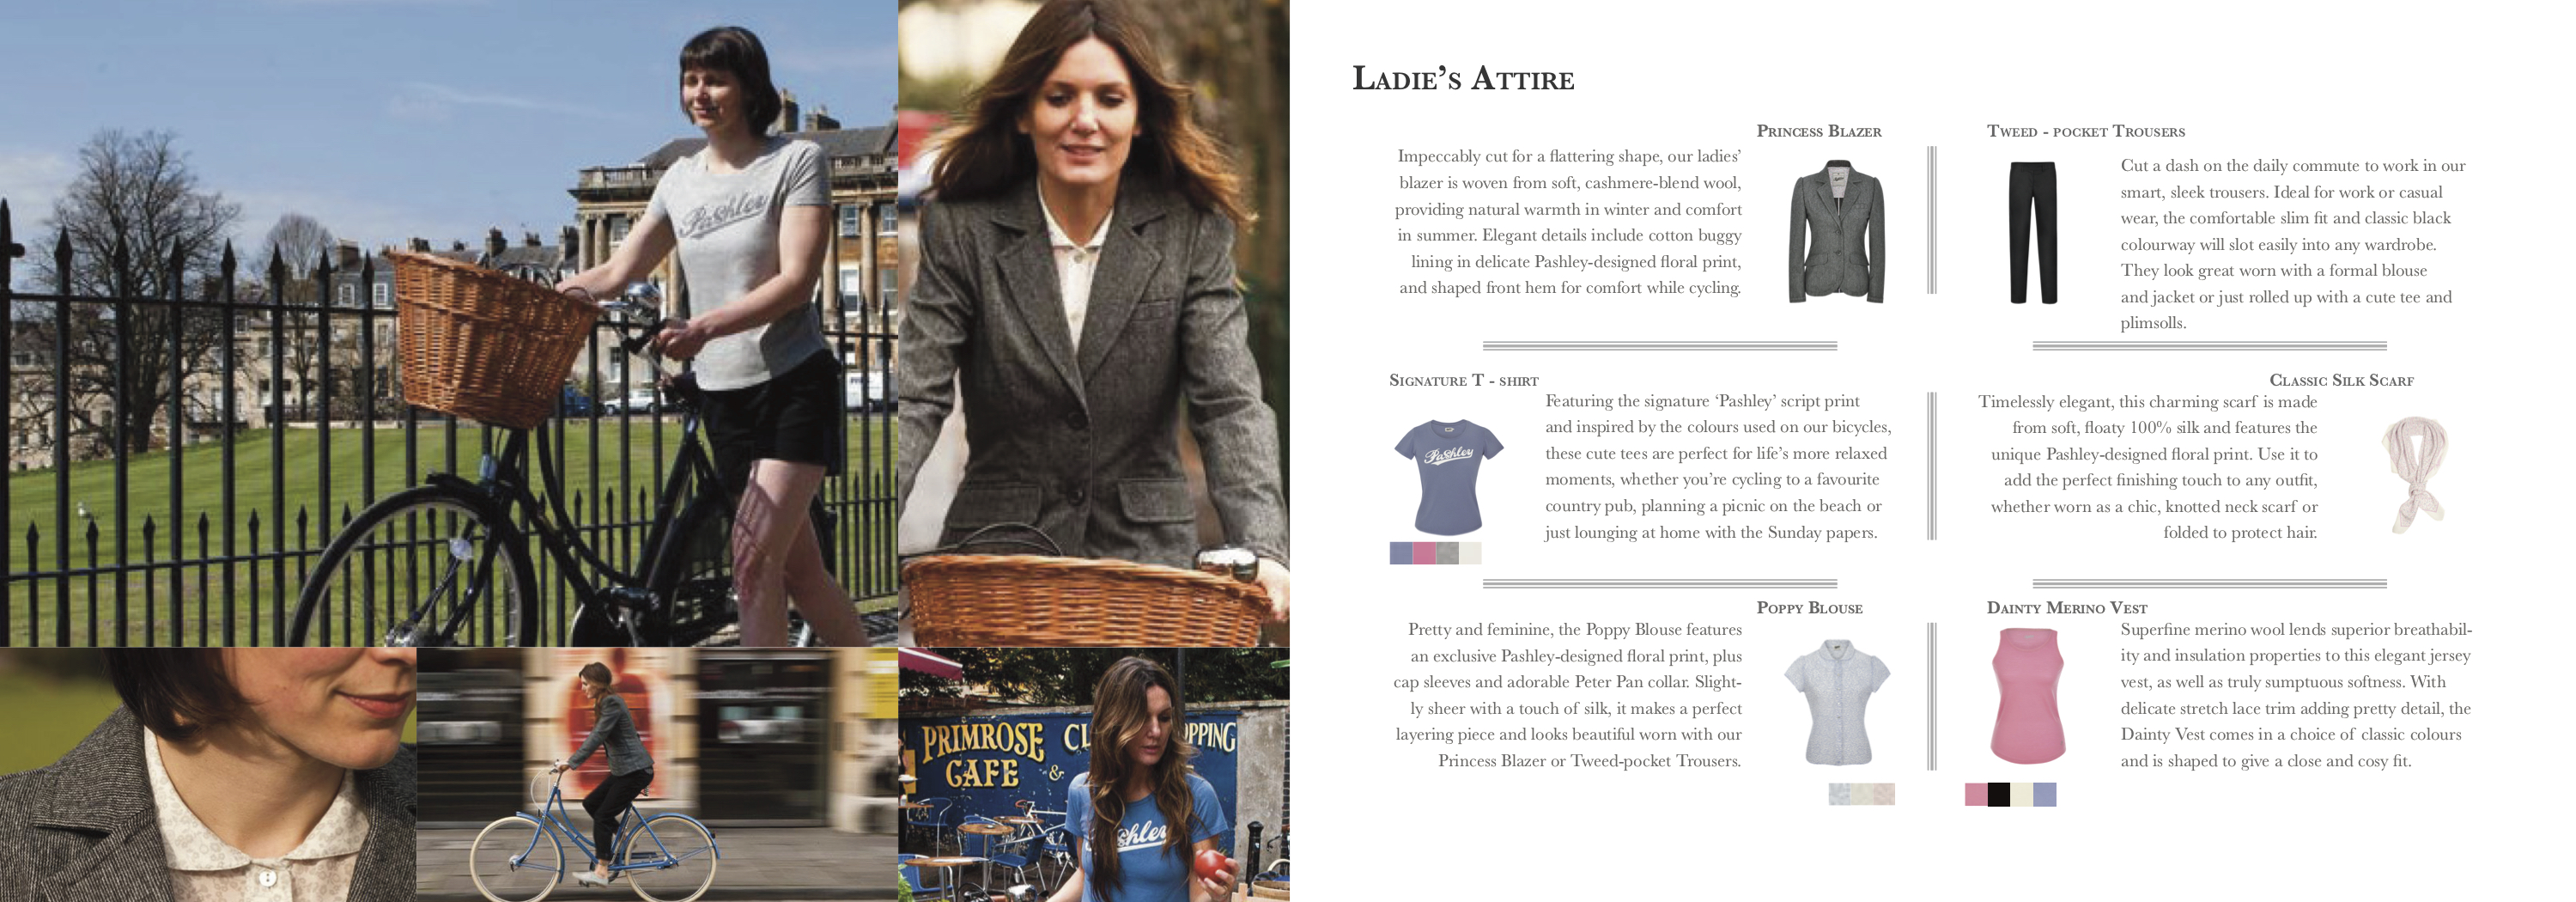 Pashley
PRIMROSE
CAFE
&
CL
OPPING
shley
LADIE’S ATTIRE
PRINCESS BLAZER
Impeccably cut for a flattering shape, our ladies’
blazer is woven from soft, cashmere-blend wool,
providing natural warmth in winter and comfort
in summer. Elegant details include cotton buggy
lining in delicate Pashley-designed floral print,
and shaped front hem for comfort while cycling.
TWEED - POCKET TROUSERS
Cut a dash on the daily commute to work in our
smart, sleek trousers. Ideal for work or casual
wear, the comfortable slim fit and classic black
colourway will slot easily into any wardrobe.
They look great worn with a formal blouse
and jacket or just rolled up with a cute tee and
plimsolls.
SIGNATURE T - SHIRT
Pashley
Featuring the signature ‘Pashley’ script print
and inspired by the colours used on our bicycles,
these cute tees are perfect for life’s more relaxed
moments, whether you’re cycling to a favourite
country pub, planning a picnic on the beach or
just lounging at home with the Sunday papers.
CLASSIC SILK SCARF
Timelessly elegant, this charming scarf is made
from soft, floaty 100% silk and features the
unique Pashley-designed floral print. Use it to
add the perfect finishing touch to any outfit,
whether worn as a chic, knotted neck scarf or
folded to protect hair.
POPPY BLOUSE
Pretty and feminine, the Poppy Blouse features
an exclusive Pashley-designed floral print, plus
cap sleeves and adorable Peter Pan collar. Slight-
ly sheer with a touch of silk, it makes a perfect
layering piece and looks beautiful worn with our
Princess Blazer or Tweed-pocket Trousers.
DAINTY MERINO VEST
Superfine merino wool lends superior breathabil-
ity and insulation properties to this elegant jersey
vest, as well as truly sumptuous softness. With
delicate stretch lace trim adding pretty detail, the
Dainty Vest comes in a choice of classic colours
and is shaped to give a close and cosy fit.